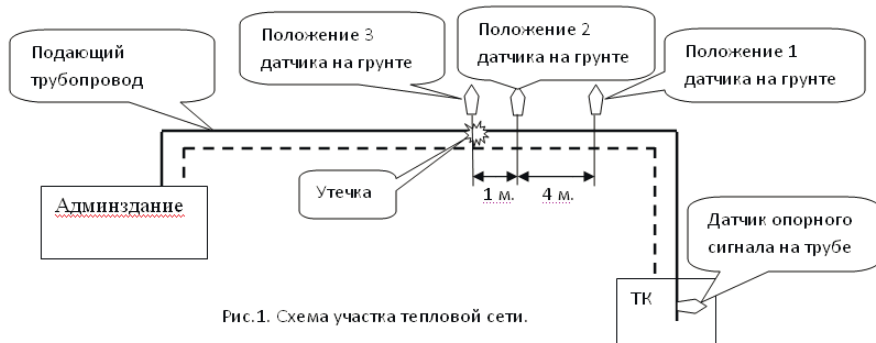 Подающий
трубопровод
Положение 3
датчика на грунте
Положение 2
датчика на грунте
Положение 1
датчика на грунте
Утечка
1 м.
4 м.
Админздание
Датчик опорного
сигнала на трубе
ТК
Рис.1. Схема участка тепловой сети.